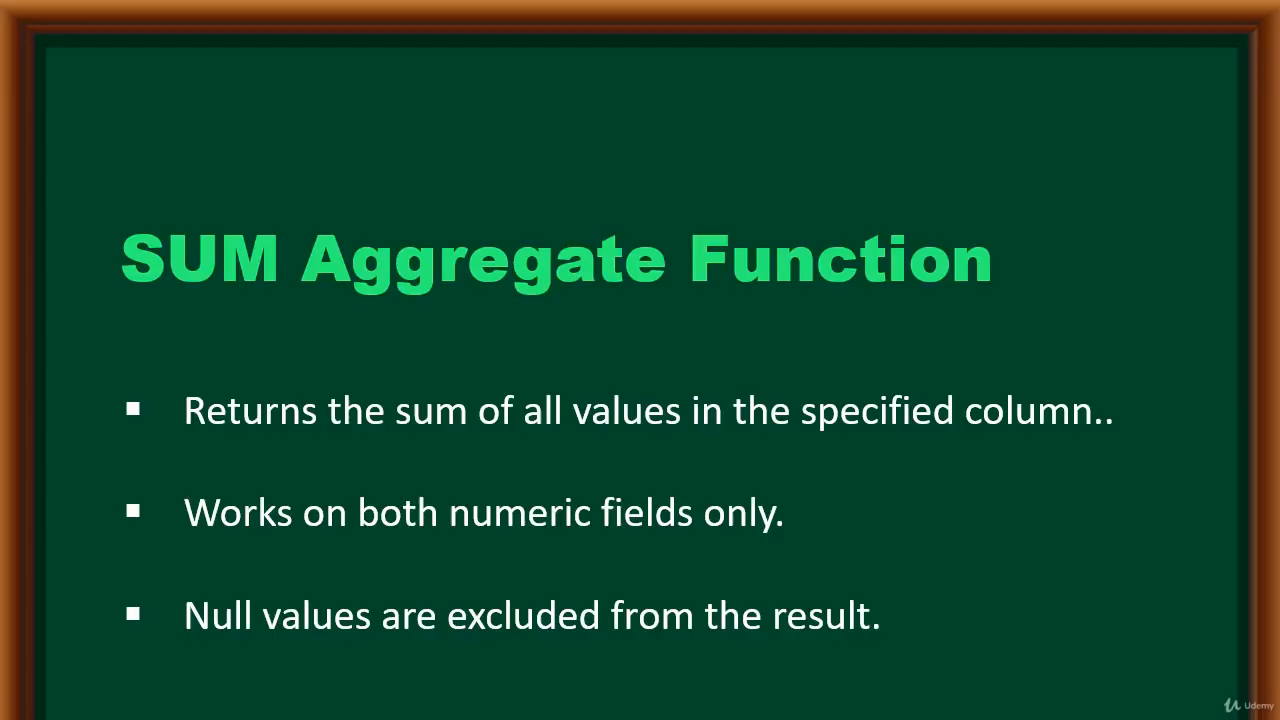 SUM Aggregate Function
▪ Returns the sum of all values in the specified column..
▪ Works on both numeric fields only.
▪ Null values are excluded from the result.
Udemy